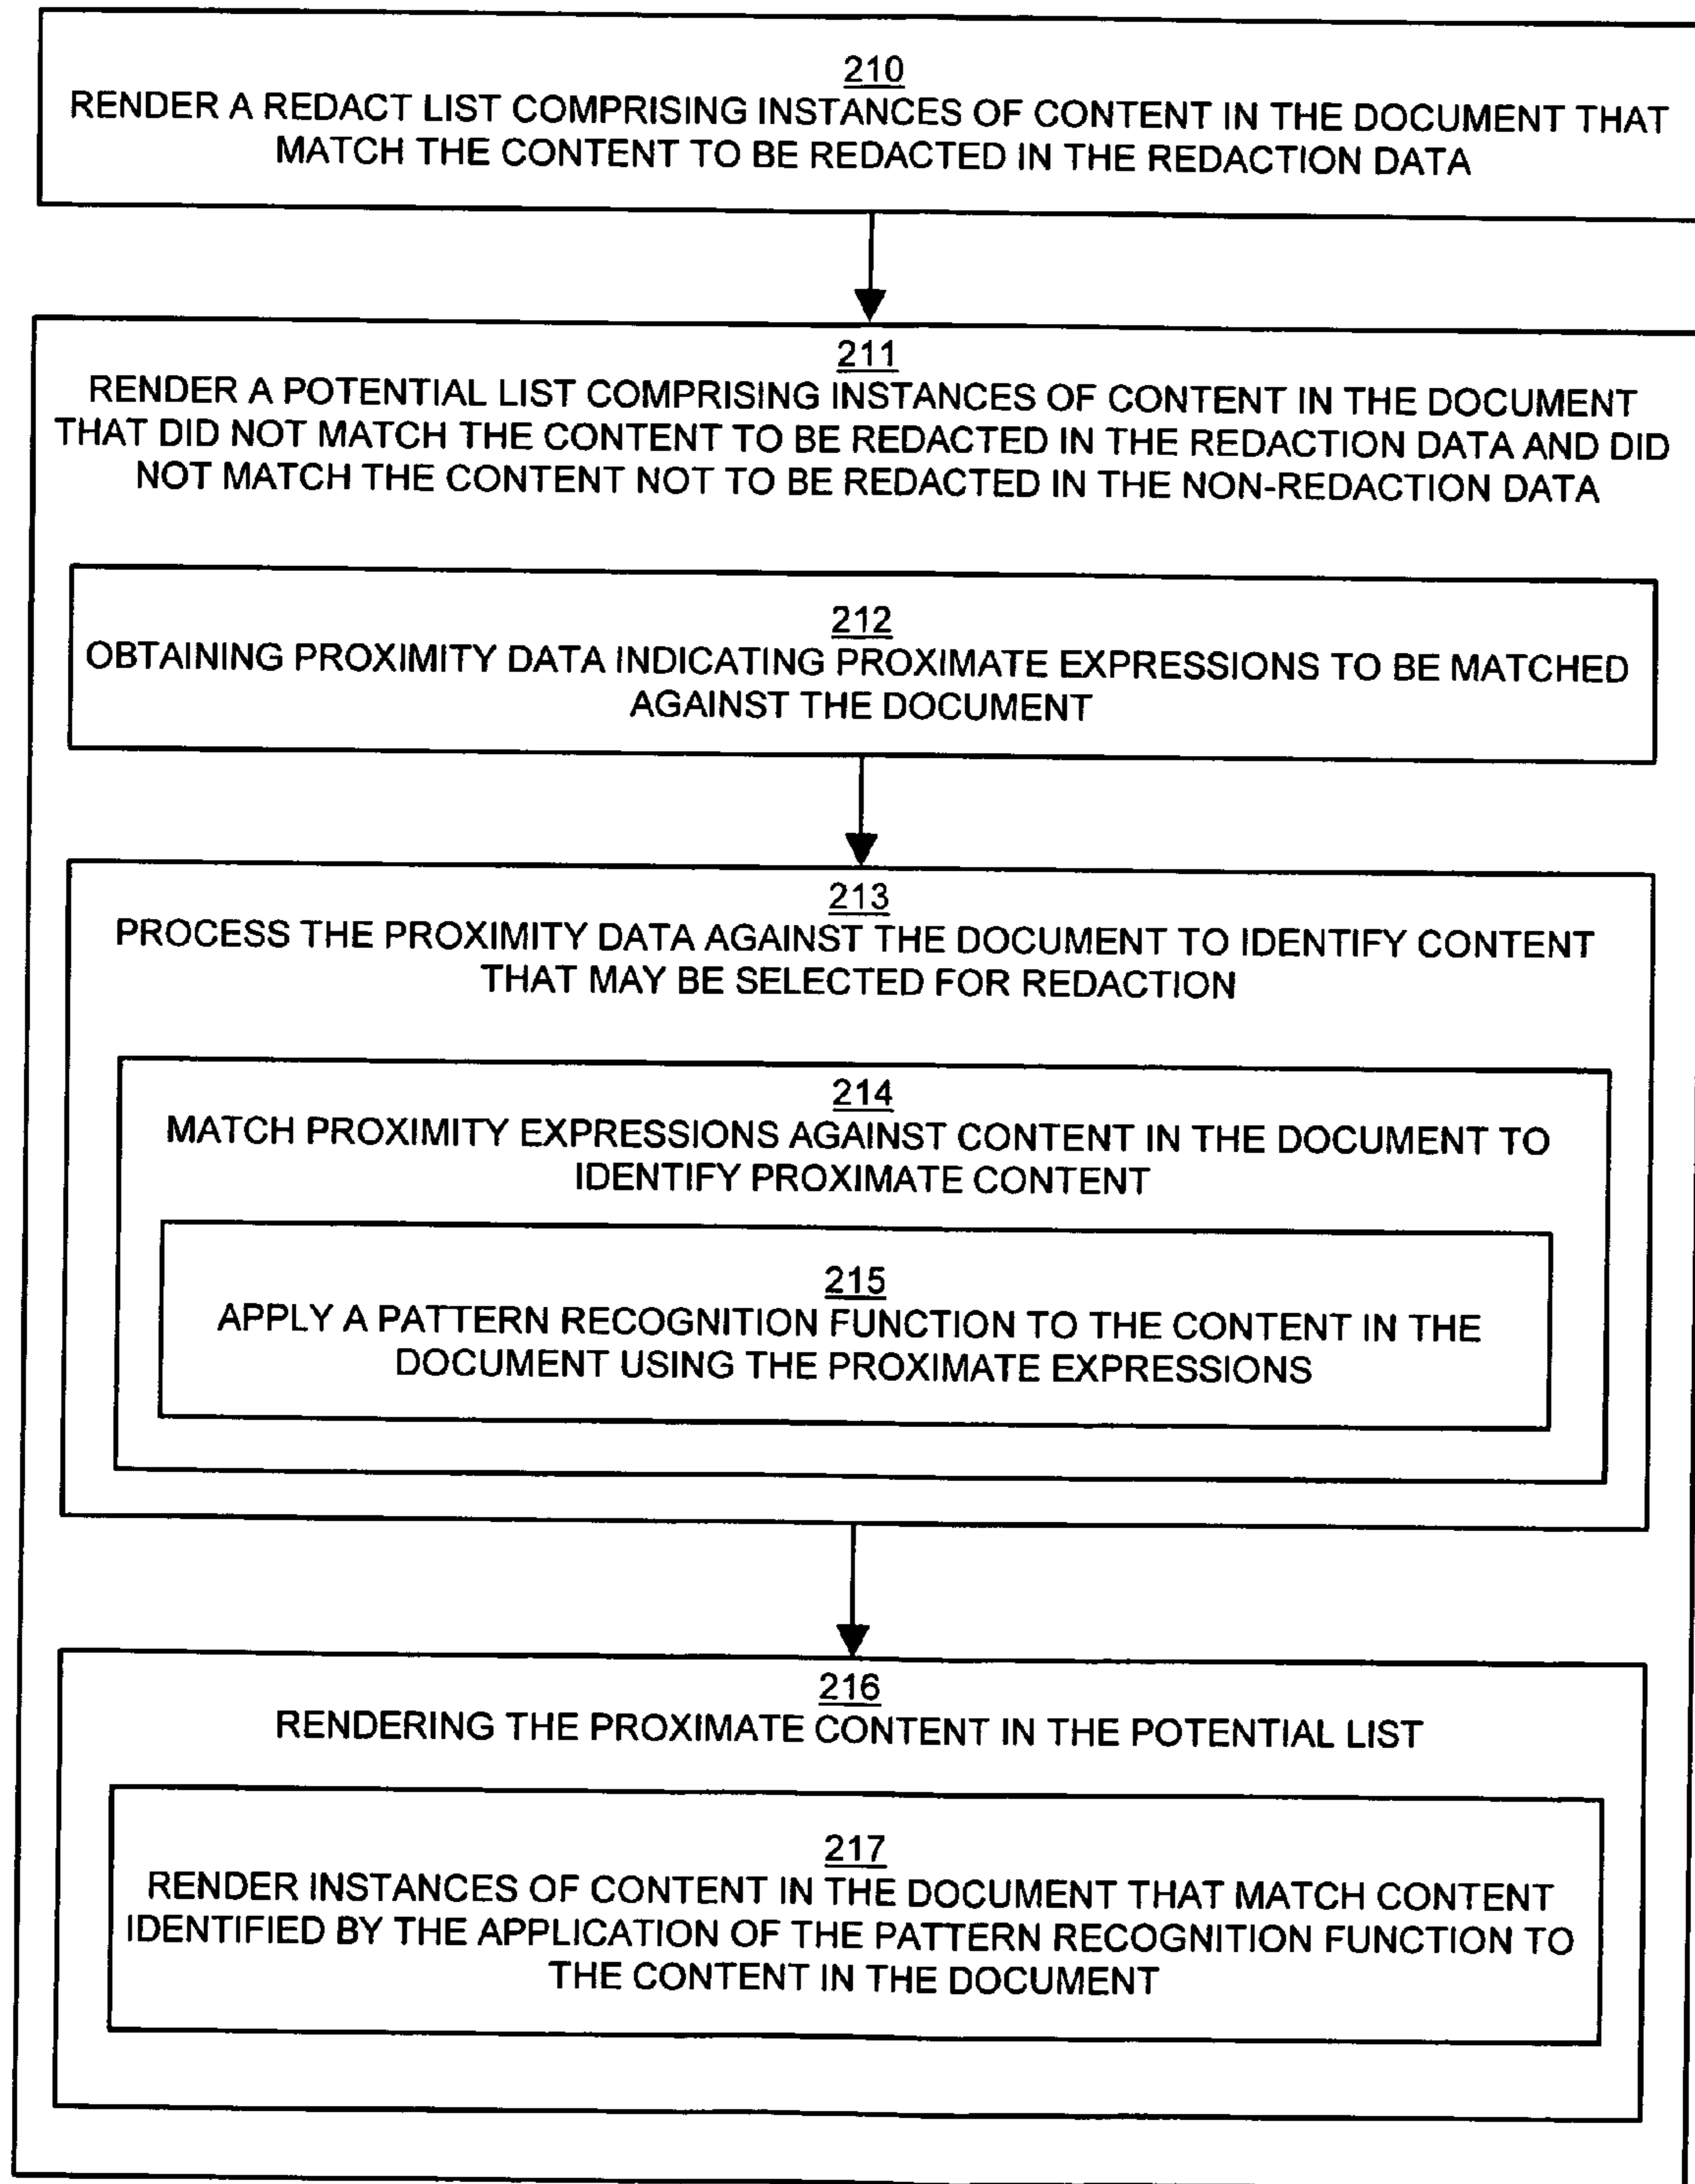 210
RENDER A REDACT LIST COMPRISING INSTANCES OF CONTENT IN THE DOCUMENT THAT
MATCH THE CONTENT TO BE REDACTED IN THE REDACTION DATA
211
RENDER A POTENTIAL LIST COMPRISING INSTANCES OF CONTENT IN THE DOCUMENT
THAT DID NOT MATCH THE CONTENT TO BE REDACTED IN THE REDACTION DATA AND DID
NOT MATCH THE CONTENT NOT TO BE REDACTED IN THE NON-REDACTION DATA
212
OBTAINING PROXIMITY DATA INDICATING PROXIMATE EXPRESSIONS TO BE MATCHED
AGAINST THE DOCUMENT
213
PROCESS THE PROXIMITY DATA AGAINST THE DOCUMENT TO IDENTIFY CONTENT
THAT MAY BE SELECTED FOR REDACTION
214
MATCH PROXIMITY EXPRESSIONS AGAINST CONTENT IN THE DOCUMENT TO
IDENTIFY PROXIMATE CONTENT
215
APPLY A PATTERN RECOGNITION FUNCTION TO THE CONTENT IN THE
DOCUMENT USING THE PROXIMATE EXPRESSIONS
216
RENDERING THE PROXIMATE CONTENT IN THE POTENTIAL LIST
217
RENDER INSTANCES OF CONTENT IN THE DOCUMENT THAT MATCH CONTENT
IDENTIFIED BY THE APPLICATION OF THE PATTERN RECOGNITION FUNCTION TO
THE CONTENT IN THE DOCUMENT